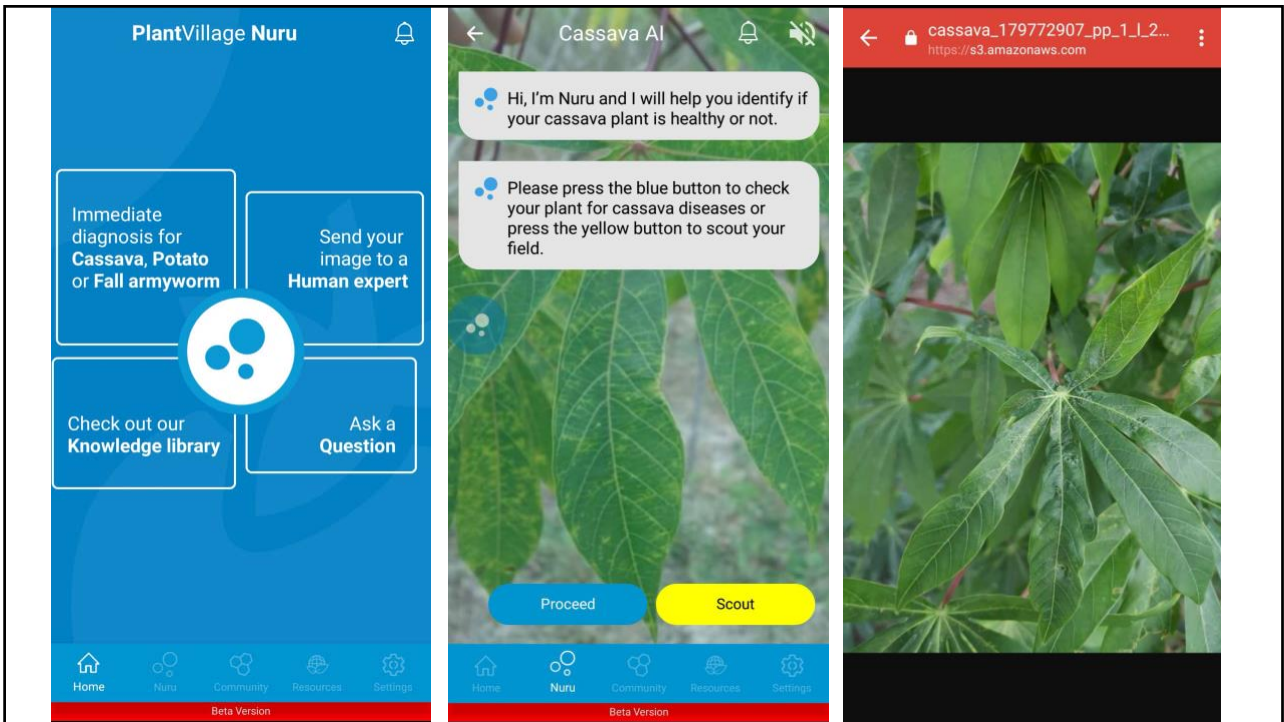 PlantVillage Nuru
Immediate
diagnosis for
Cassava, Potato
or Fall armyworm
Send your
image to a
Human expert
Check out our
Knowledge library
Ask a
Question
Home
Nuru
Community
Resources
Settings
Beta Version
Cassava AI
Hi, I'm Nuru and I will help you identify if
your cassava plant is healthy or not.
Please press the blue button to check
your plant for cassava diseases or
press the yellow button to scout your
field.
Proceed
Scout
Home
Nuru
Community
Resources
Settings
Beta Version
cassava_179772907_pp_1_l_2...
https://s3.amazonaws.com